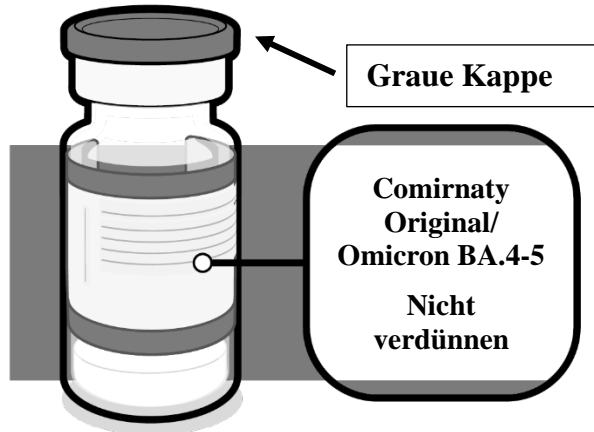 Graue Kappe
Comirnaty
Original/
Omicron BA.4-5
Nicht
verdünnen